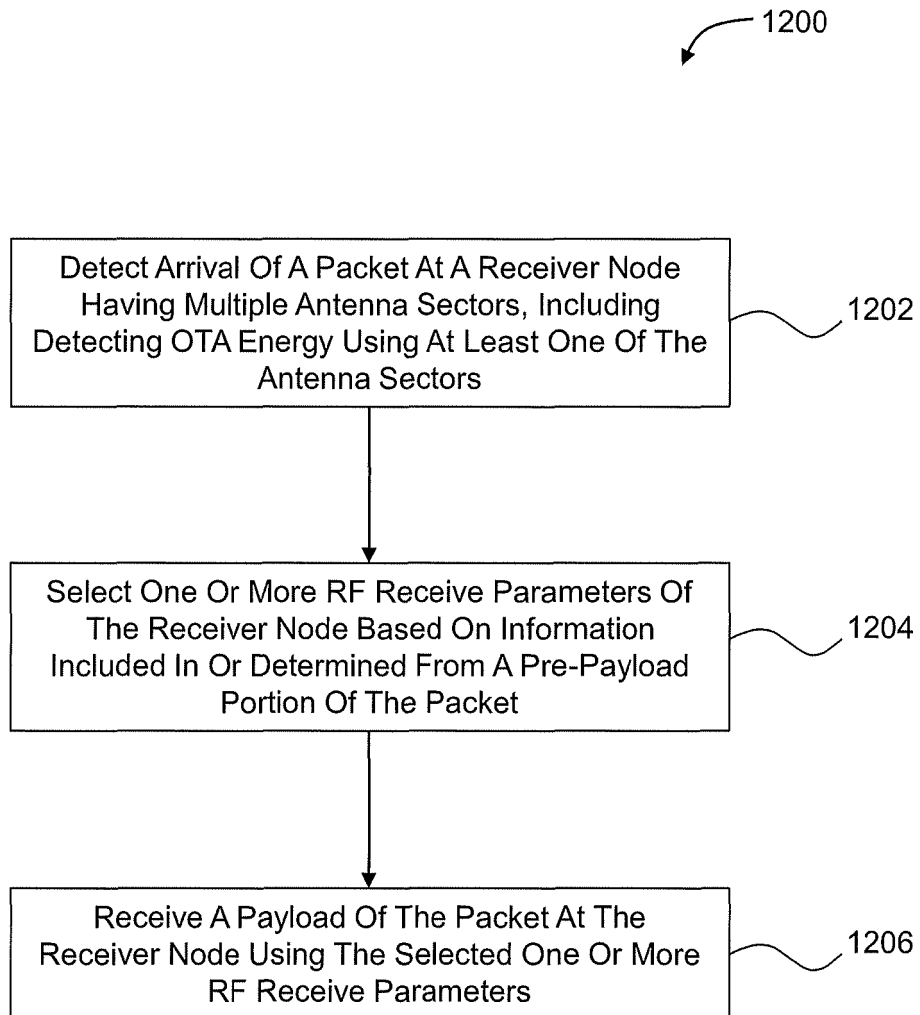 1200
Detect Arrival Of A Packet At A Receiver Node
Having Multiple Antenna Sectors, Including
Detecting OTA Energy Using At Least One Of The
Antenna Sectors
1202
Select One Or More RF Receive Parameters Of
The Receiver Node Based On Information
Included In Or Determined From A Pre-Payload
Portion Of The Packet
1204
Receive A Payload Of The Packet At The
Receiver Node Using The Selected One Or More
RF Receive Parameters
1206